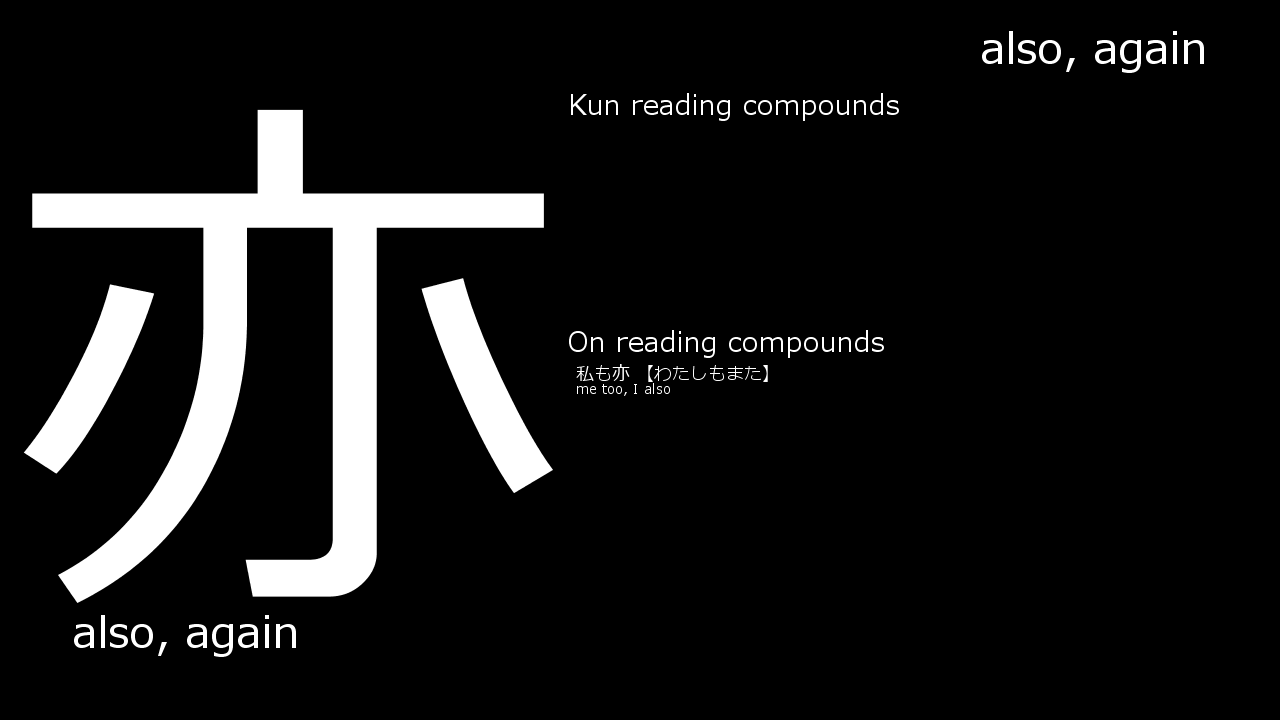 also, again
Kun reading compounds
亦
On reading compounds
私も亦 【わたしもまた】
me too, I also
also, again